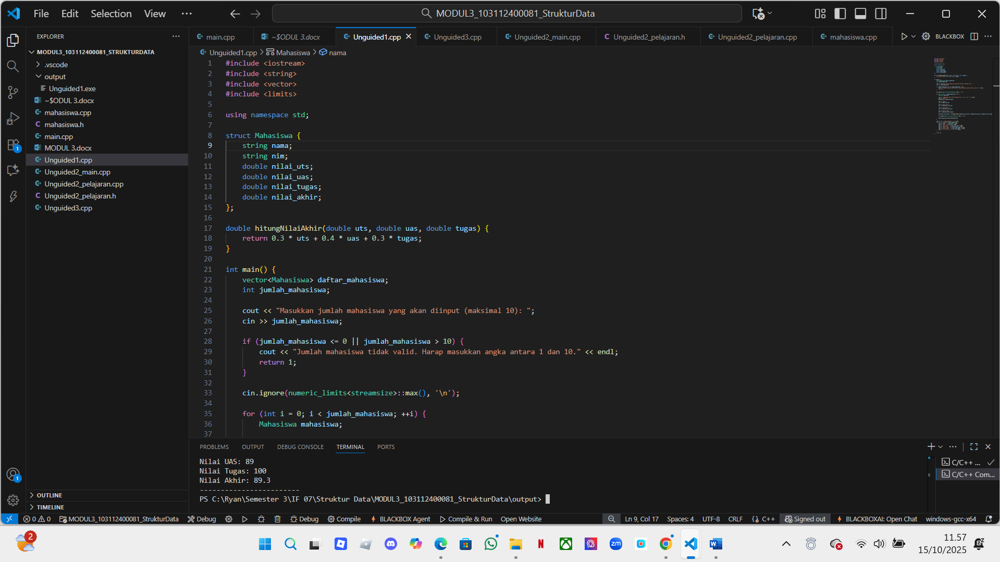 File Edit Selection View ··· MODUL3_103112400081_StrukturData
EXPLORER ···
MODUL3_103112400081_STRUKTURDATA
.vscode
output
Unguided1.exe
~$ODUL 3.docx
mahasiswa.cpp
mahasiswa.h
main.cpp
MODUL 3.docx
Unguided1.cpp
Unguided2_main.cpp
Unguided2_pelajaran.cpp
Unguided2_pelajaran.h
Unguided3.cpp
OUTLINE
TIMELINE
main.cpp ~$ODUL 3.docx Unguided1.cpp Unguided3.cpp Unguided2_main.cpp Unguided2_pelajaran.h Unguided2_pelajaran.cpp mahasiswa.cpp BLACKBOX ···
Unguided1.cpp > Mahasiswa > nama
1 #include <iostream>
2 #include <string>
3 #include <vector>
4 #include <limits>
5
6 using namespace std;
7
8 struct Mahasiswa {
9 string nama;
10 string nim;
11 double nilai_uts;
12 double nilai_uas;
13 double nilai_tugas;
14 double nilai_akhir;
15 };
16
17 double hitungNilaiAkhir(double uts, double uas, double tugas) {
18 return 0.3 * uts + 0.4 * uas + 0.3 * tugas;
19 }
20
21 int main() {
22 vector<Mahasiswa> daftar_mahasiswa;
23 int jumlah_mahasiswa;
24
25 cout << "Masukkan jumlah mahasiswa yang akan diinput (maksimal 10): ";
26 cin >> jumlah_mahasiswa;
27
28 if (jumlah_mahasiswa <= 0 || jumlah_mahasiswa > 10) {
29 cout << "Jumlah mahasiswa tidak valid. Harap masukkan angka antara 1 dan 10." << endl;
30 return 1;
31 }
32
33 cin.ignore(numeric_limits<streamsize>::max(), '\n');
34
35 for (int i = 0; i < jumlah_mahasiswa; ++i) {
36 Mahasiswa mahasiswa;
37
PROBLEMS OUTPUT DEBUG CONSOLE TERMINAL PORTS
Nilai UAS: 89
Nilai Tugas: 100
Nilai Akhir: 89.3
------------------------
PS C:\Ryan\Semester 3\IF 07\Struktur Data\MODUL3_103112400081_StrukturData\output>
C/C++ ...
C/C++ Com...
1
1
0 0 MODUL3_103112400081_StrukturData Debug Debug Compile BLACKBOX Agent Compile & Run Open Website Ln 9, Col 17 Spaces: 4 UTF-8 CRLF {} C++ Signed out BLACKBOXAI: Open Chat windows-gcc-x64
2
N
zm
W
11.57
15/10/2025